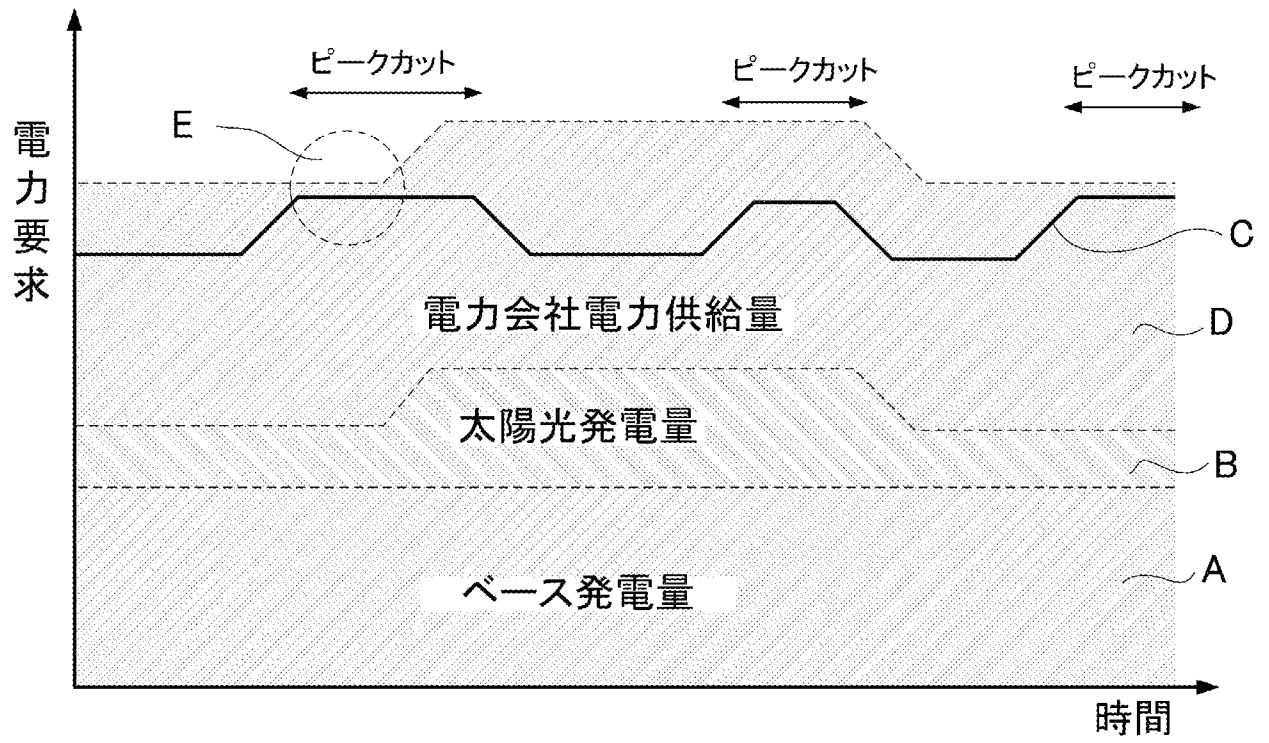 ピークカット
ピークカット
ピークカット
電力要求
E
C
電力会社電力供給量
D
太陽光発電量
B
ベース発電量
A
時間